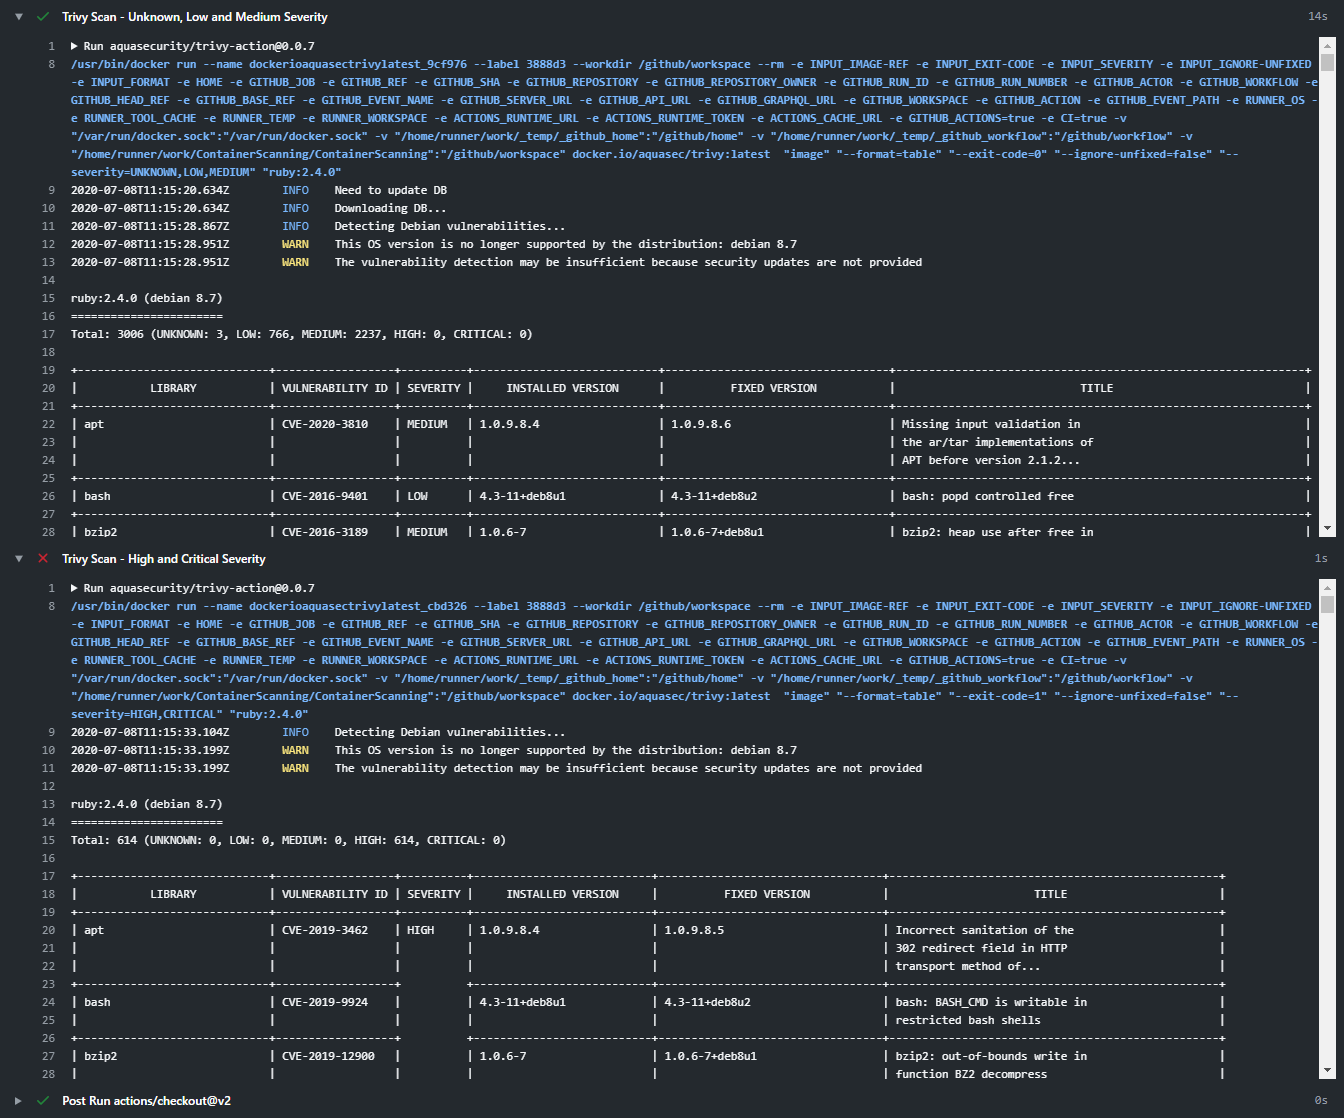 Trivy Scan - Unknown, Low and Medium Severity 14s
1 Run aquasecurity/trivy-action@0.0.7
8 /usr/bin/docker run --name dockerioaquasectrivylatest_9cf976 --label 3888d3 --workdir /github/workspace --rm -e INPUT_IMAGE-REF -e INPUT_EXIT-CODE -e INPUT_SEVERITY -e INPUT_IGNORE-UNFIXED
-e INPUT_FORMAT -e HOME -e GITHUB_JOB -e GITHUB_REF -e GITHUB_SHA -e GITHUB_REPOSITORY -e GITHUB_REPOSITORY_OWNER -e GITHUB_RUN_ID -e GITHUB_RUN_NUMBER -e GITHUB_ACTOR -e GITHUB_WORKFLOW -e
GITHUB_HEAD_REF -e GITHUB_BASE_REF -e GITHUB_EVENT_NAME -e GITHUB_SERVER_URL -e GITHUB_API_URL -e GITHUB_GRAPHQL_URL -e GITHUB_WORKSPACE -e GITHUB_ACTION -e GITHUB_EVENT_PATH -e RUNNER_OS -
e RUNNER_TOOL_CACHE -e RUNNER_TEMP -e RUNNER_WORKSPACE -e ACTIONS_RUNTIME_URL -e ACTIONS_RUNTIME_TOKEN -e ACTIONS_CACHE_URL -e GITHUB_ACTIONS=true -e CI=true -v
"/var/run/docker.sock":"/var/run/docker.sock" -v "/home/runner/work/_temp/_github_home":"/github/home" -v "/home/runner/work/_temp/_github_workflow":"/github/workflow" -v
"/home/runner/work/ContainerScanning/ContainerScanning":"/github/workspace" docker.io/aquasec/trivy:latest "image" "--format=table" "--exit-code=0" "--ignore-unfixed=false" "--
severity=UNKNOWN,LOW,MEDIUM" "ruby:2.4.0"
9 2020-07-08T11:15:20.634Z INFO Need to update DB
10 2020-07-08T11:15:20.634Z INFO Downloading DB...
11 2020-07-08T11:15:28.867Z INFO Detecting Debian vulnerabilities...
12 2020-07-08T11:15:28.951Z WARN This OS version is no longer supported by the distribution: debian 8.7
13 2020-07-08T11:15:28.951Z WARN The vulnerability detection may be insufficient because security updates are not provided
14
15 ruby:2.4.0 (debian 8.7)
16 =======================
17 Total: 3006 (UNKNOWN: 3, LOW: 766, MEDIUM: 2237, HIGH: 0, CRITICAL: 0)
18
19 +-----------------------------+------------------+----------+----------------------------+-----------------------------------+---------------------------------------------------------------+
20 | LIBRARY | VULNERABILITY ID | SEVERITY | INSTALLED VERSION | FIXED VERSION | TITLE |
21 +-----------------------------+------------------+----------+----------------------------+-----------------------------------+---------------------------------------------------------------+
22 | apt | CVE-2020-3810 | MEDIUM | 1.0.9.8.4 | 1.0.9.8.6 | Missing input validation in |
23 | | | | | | the ar/tar implementations of |
24 | | | | | | APT before version 2.1.2... |
25 +-----------------------------+------------------+----------+----------------------------+-----------------------------------+---------------------------------------------------------------+
26 | bash | CVE-2016-9401 | LOW | 4.3-11+deb8u1 | 4.3-11+deb8u2 | bash: popd controlled free |
27 +-----------------------------+------------------+----------+----------------------------+-----------------------------------+---------------------------------------------------------------+
28 | bzip2 | CVE-2016-3189 | MEDIUM | 1.0.6-7 | 1.0.6-7+deb8u1 | bzip2: heap use after free in |
Trivy Scan - High and Critical Severity 1s
1 Run aquasecurity/trivy-action@0.0.7
8 /usr/bin/docker run --name dockerioaquasectrivylatest_cbd326 --label 3888d3 --workdir /github/workspace --rm -e INPUT_IMAGE-REF -e INPUT_EXIT-CODE -e INPUT_SEVERITY -e INPUT_IGNORE-UNFIXED
-e INPUT_FORMAT -e HOME -e GITHUB_JOB -e GITHUB_REF -e GITHUB_SHA -e GITHUB_REPOSITORY -e GITHUB_REPOSITORY_OWNER -e GITHUB_RUN_ID -e GITHUB_RUN_NUMBER -e GITHUB_ACTOR -e GITHUB_WORKFLOW -e
GITHUB_HEAD_REF -e GITHUB_BASE_REF -e GITHUB_EVENT_NAME -e GITHUB_SERVER_URL -e GITHUB_API_URL -e GITHUB_GRAPHQL_URL -e GITHUB_WORKSPACE -e GITHUB_ACTION -e GITHUB_EVENT_PATH -e RUNNER_OS -
e RUNNER_TOOL_CACHE -e RUNNER_TEMP -e RUNNER_WORKSPACE -e ACTIONS_RUNTIME_URL -e ACTIONS_RUNTIME_TOKEN -e ACTIONS_CACHE_URL -e GITHUB_ACTIONS=true -e CI=true -v
"/var/run/docker.sock":"/var/run/docker.sock" -v "/home/runner/work/_temp/_github_home":"/github/home" -v "/home/runner/work/_temp/_github_workflow":"/github/workflow" -v
"/home/runner/work/ContainerScanning/ContainerScanning":"/github/workspace" docker.io/aquasec/trivy:latest "image" "--format=table" "--exit-code=1" "--ignore-unfixed=false" "--
severity=HIGH,CRITICAL" "ruby:2.4.0"
9 2020-07-08T11:15:33.104Z INFO Detecting Debian vulnerabilities...
10 2020-07-08T11:15:33.199Z WARN This OS version is no longer supported by the distribution: debian 8.7
11 2020-07-08T11:15:33.199Z WARN The vulnerability detection may be insufficient because security updates are not provided
12
13 ruby:2.4.0 (debian 8.7)
14 =======================
15 Total: 614 (UNKNOWN: 0, LOW: 0, MEDIUM: 0, HIGH: 614, CRITICAL: 0)
16
17 +-----------------------------+------------------+----------+---------------------------+----------------------------------+--------------------------------------------------+
18 | LIBRARY | VULNERABILITY ID | SEVERITY | INSTALLED VERSION | FIXED VERSION | TITLE |
19 +-----------------------------+------------------+----------+---------------------------+----------------------------------+--------------------------------------------------+
20 | apt | CVE-2019-3462 | HIGH | 1.0.9.8.4 | 1.0.9.8.5 | Incorrect sanitation of the |
21 | | | | | | 302 redirect field in HTTP |
22 | | | | | | transport method of... |
23 +-----------------------------+------------------+ +---------------------------+----------------------------------+--------------------------------------------------+
24 | bash | CVE-2019-9924 | | 4.3-11+deb8u1 | 4.3-11+deb8u2 | bash: BASH_CMD is writable in |
25 | | | | | | restricted bash shells |
26 +-----------------------------+------------------+ +---------------------------+----------------------------------+--------------------------------------------------+
27 | bzip2 | CVE-2019-12900 | | 1.0.6-7 | 1.0.6-7+deb8u1 | bzip2: out-of-bounds write in |
28 | | | | | | function BZ2_decompress |
Post Run actions/checkout@v2 0s